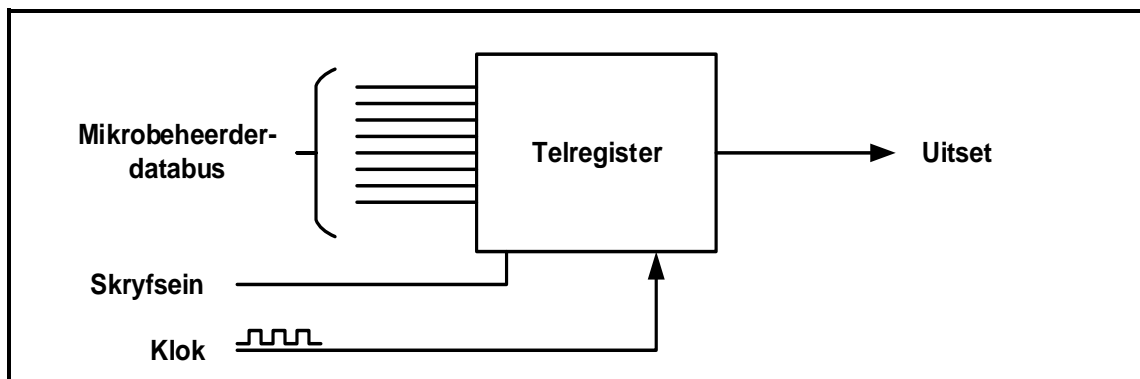 Mikrobeheerder-
databus
Telregister
Uitset
Skryfsein
Klok